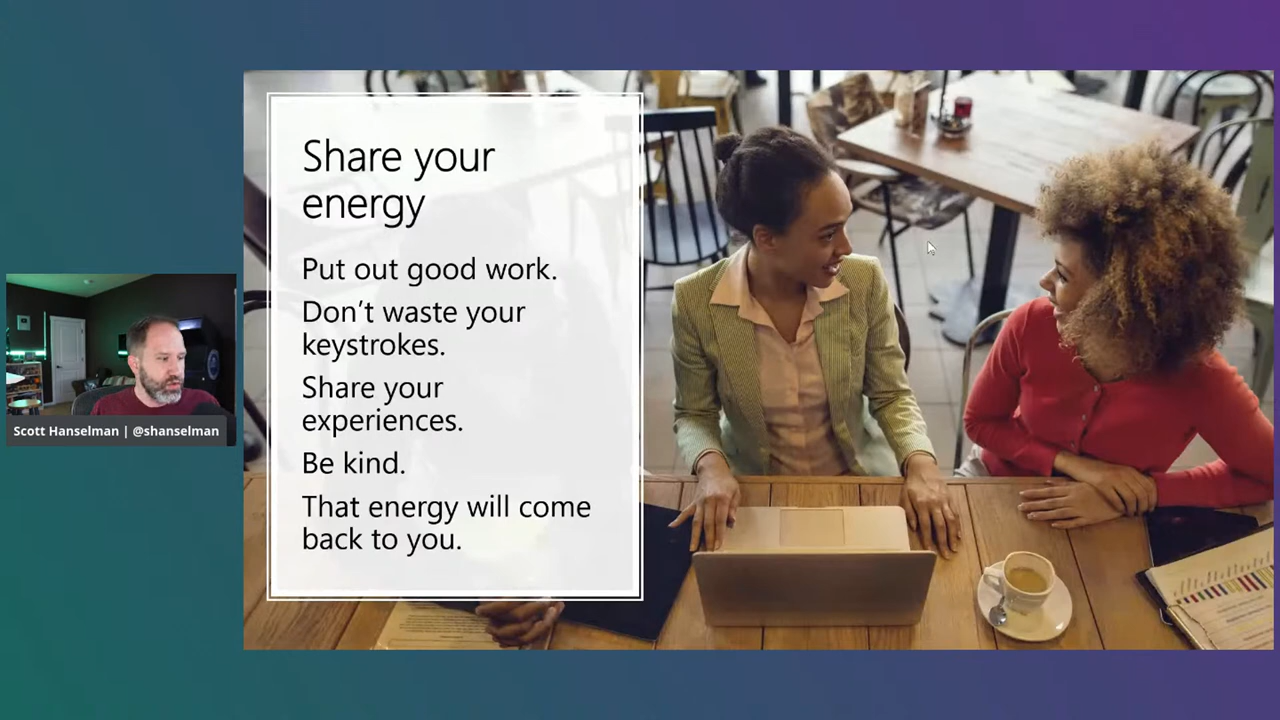 Share your
energy
Put out good work.
Don’t waste your
keystrokes.
Share your
experiences.
Be kind.
That energy will come
back to you.
Scott Hanselman | @shanselman